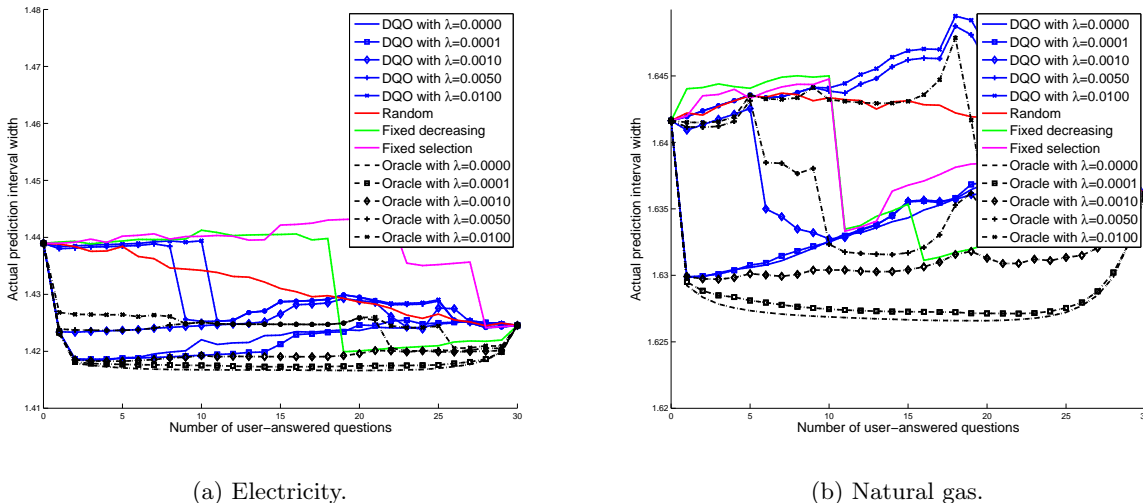 1.48
1.47
1.46
1.45
1.44
1.43
1.42
1.41
Actual prediction interval width
0 5 10 15 20 25 30
Number of user-answered questions
DQO with λ=0.0000
DQO with λ=0.0001
DQO with λ=0.0010
DQO with λ=0.0050
DQO with λ=0.0100
Random
Fixed decreasing
Fixed selection
Oracle with λ=0.0000
Oracle with λ=0.0001
Oracle with λ=0.0010
Oracle with λ=0.0050
Oracle with λ=0.0100
(a) Electricity.
1.645
1.64
1.635
1.63
1.625
1.62
Actual prediction interval width
0 5 10 15 20 25
Number of user-answered questions
DQO with λ=0.0000
DQO with λ=0.0001
DQO with λ=0.0010
DQO with λ=0.0050
DQO with λ=0.0100
Random
Fixed decreasing
Fixed selection
Oracle with λ=0.0000
Oracle with λ=0.0001
Oracle with λ=0.0010
Oracle with λ=0.0050
Oracle with λ=0.0100
(b) Natural gas.